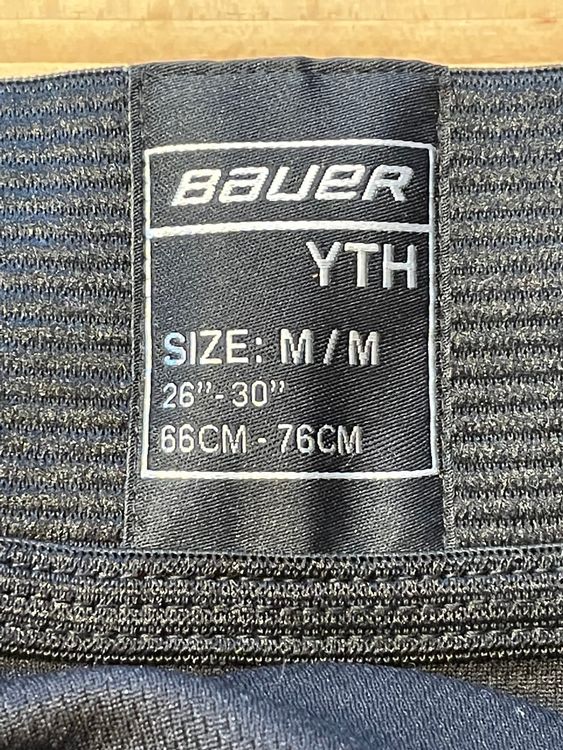 BAUER
YTH
SIZE: M / M
26”- 30”
66CM - 76CM